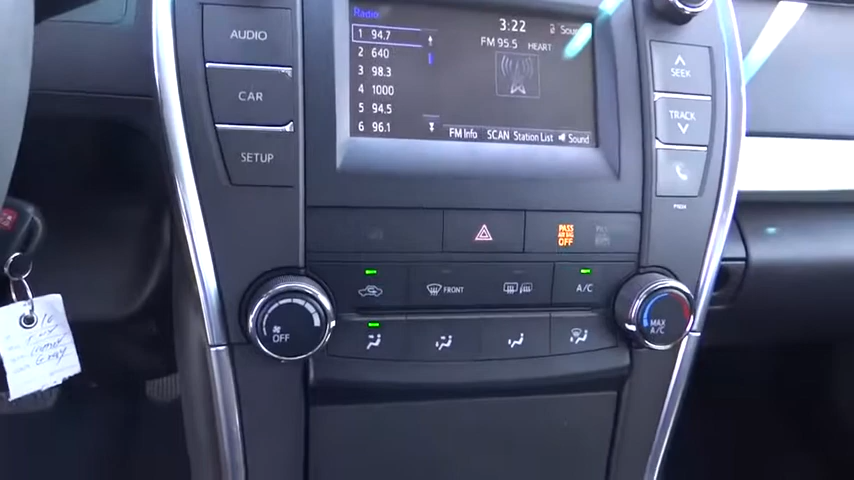 Radio
3:22
1 94.7
2 640
3 98.3
4 1000
5 94.5
6 96.1
FM 95.5 HEART
FM Info SCAN Station List Sound
AUDIO
CAR
SETUP
SEEK
TRACK
PASS
AIR BAG
OFF
FRONT
A/C
OFF
MAX
A/C